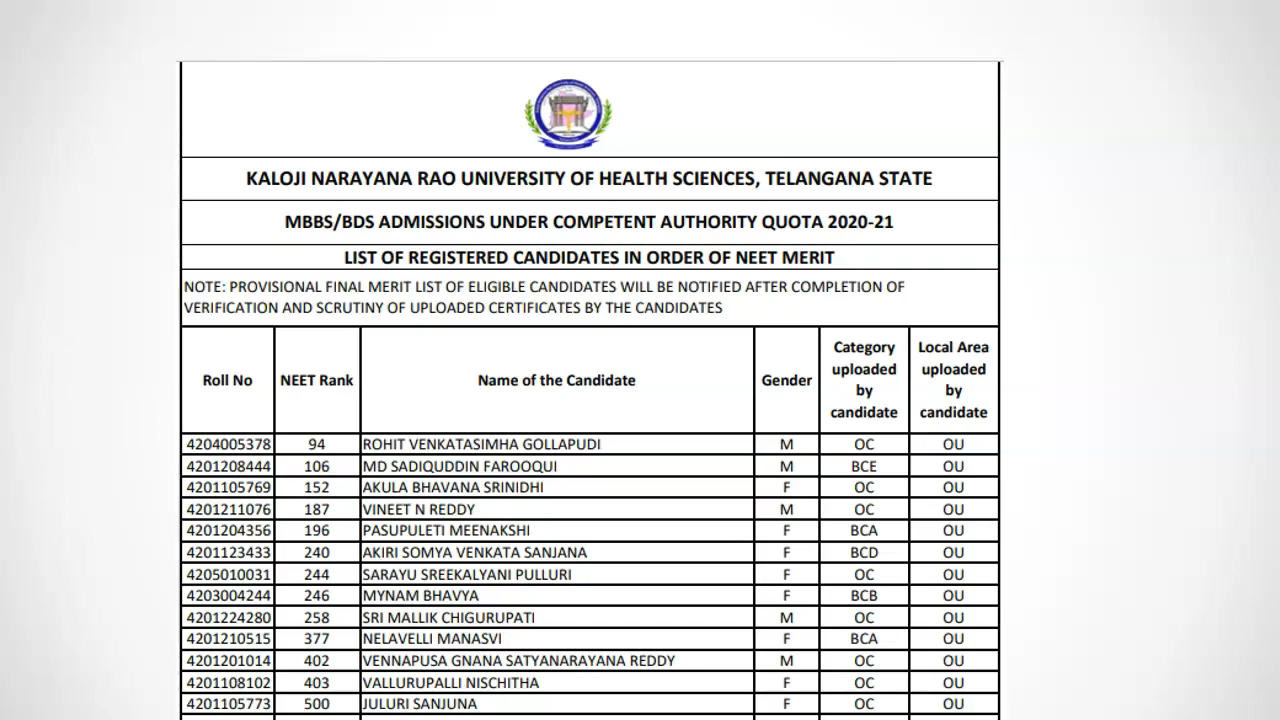 KALOJI NARAYANA RAO UNIVERSITY OF HEALTH SCIENCES, TELANGANA STATE
MBBS/BDS ADMISSIONS UNDER COMPETENT AUTHORITY QUOTA 2020-21
LIST OF REGISTERED CANDIDATES IN ORDER OF NEET MERIT
NOTE: PROVISIONAL FINAL MERIT LIST OF ELIGIBLE CANDIDATES WILL BE NOTIFIED AFTER COMPLETION OF
VERIFICATION AND SCRUTINY OF UPLOADED CERTIFICATES BY THE CANDIDATES
Roll No NEET Rank Name of the Candidate Gender Category uploaded by candidate Local Area uploaded by candidate
4204005378 94 ROHIT VENKATASIMHA GOLLAPUDI M OC OU
4201208444 106 MD SADIQUDDIN FAROOQUI M BCE OU
4201105769 152 AKULA BHAVANA SRINIDHI F OC OU
4201211076 187 VINEET N REDDY M OC OU
4201204356 196 PASUPULETI MEENAKSHI F BCA OU
4201123433 240 AKIRI SOMYA VENKATA SANJANA F BCD OU
4205010031 244 SARAYU SREEKALYANI PULLURI F OC OU
4203004244 246 MYNAM BHAVYA F BCB OU
4201224280 258 SRI MALLIK CHIGURUPATI M OC OU
4201210515 377 NELAVELLI MANASVI F BCA OU
4201201014 402 VENNAPUSA GNANA SATYANARAYANA REDDY M OC OU
4201108102 403 VALLURUPALLI NISCHITHA F OC OU
4201105773 500 JULURI SANJUNA F OC OU